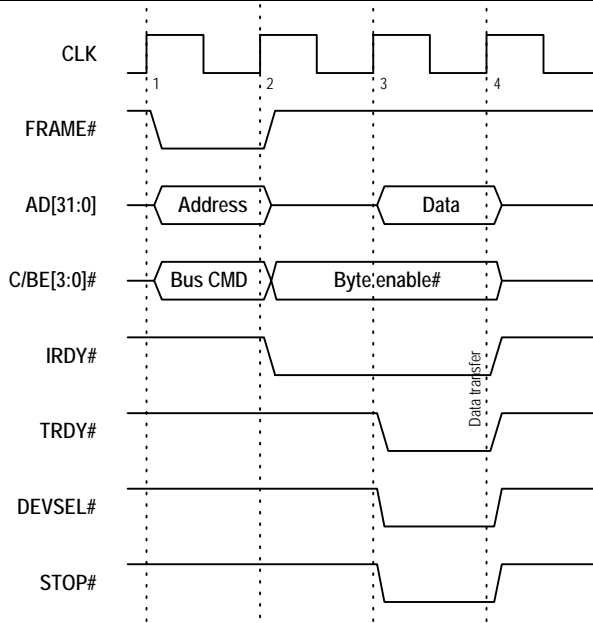 CLK
1 2 3 4
FRAME#
AD[31:0] Address Data
C/BE[3:0]# Bus CMD Byte enable#
IRDY#
Data transfer
TRDY#
DEVSEL#
STOP#